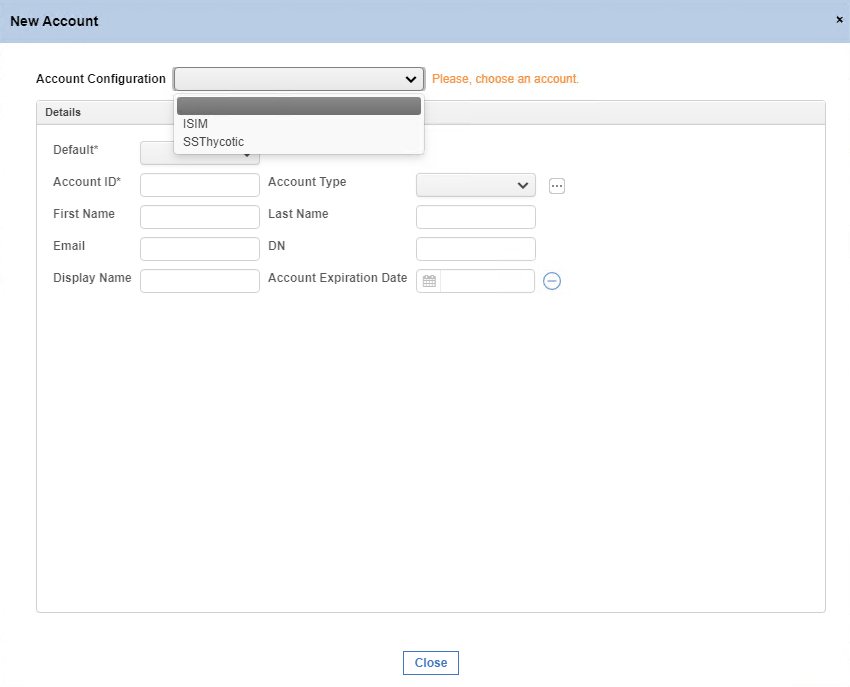 New Account ×
Account Configuration Please, choose an account.
Details
ISIM
SSThycotic
Default*
Account ID* Account Type ...
First Name Last Name
Email DN
Display Name Account Expiration Date
Close